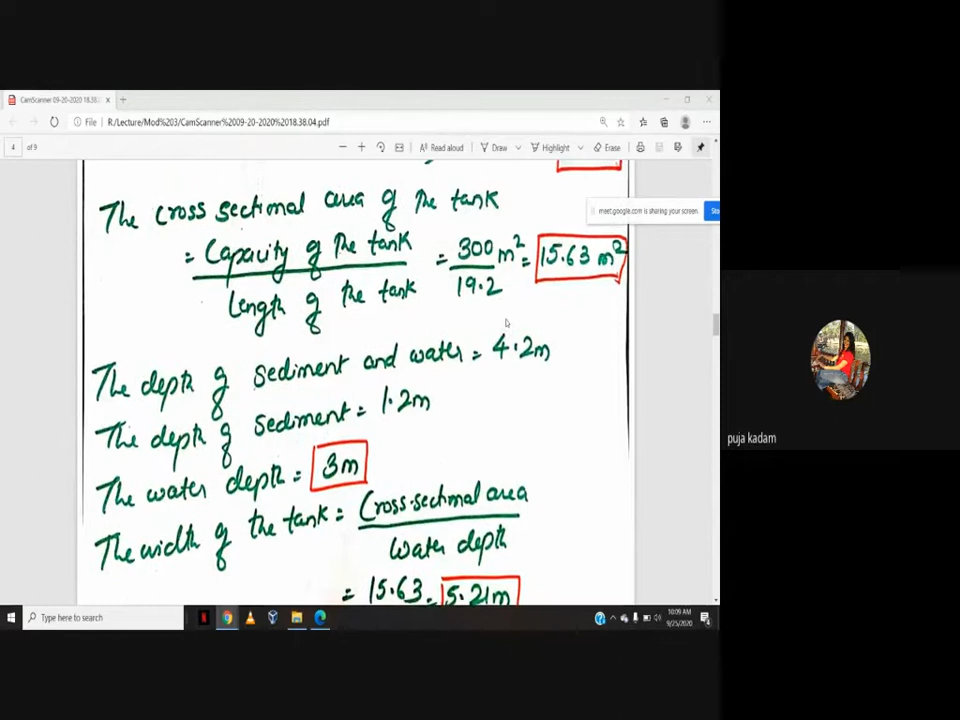 CamScanner 09-20-2020 18.38
File R:/Lecture/Mod%203/CamScanner%2009-20-2020%2018.38.04.pdf
4 of 9 Read aloud Draw Highlight Erase
The cross sectional area of the tank
meet.google.com is sharing your screen. Sto
= Capacity of the tank = 300 m² = 15.63 m²
Length of the tank 19.2
The depth of sediment and water = 4.2m
The depth of sediment = 1.2m
The water depth = 3m
The width of the tank = Cross-sectional area
water depth
= 15.63 = 5.21m
puja kadam
Type here to search
10:09 AM
9/25/2020